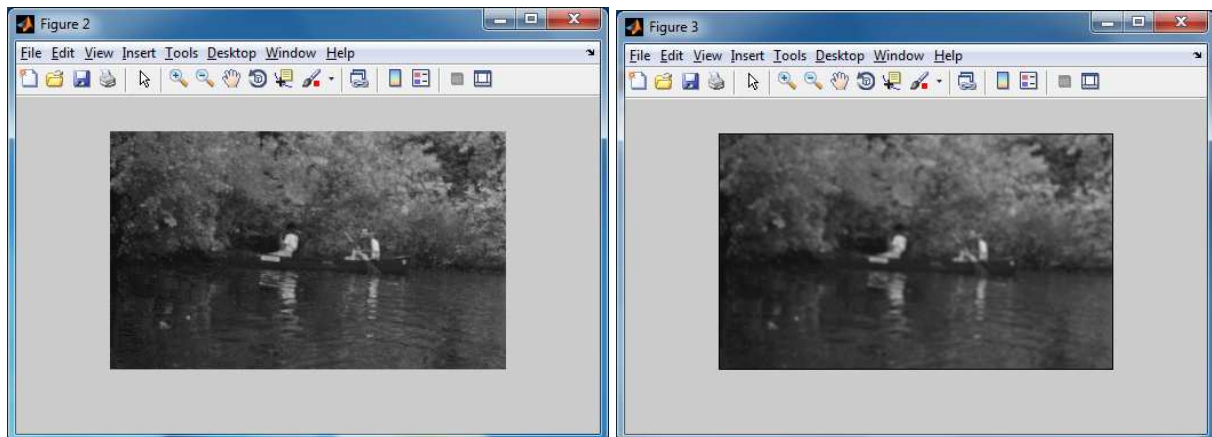 Figure 2
File Edit View Insert Tools Desktop Window Help
Figure 3
File Edit View Insert Tools Desktop Window Help